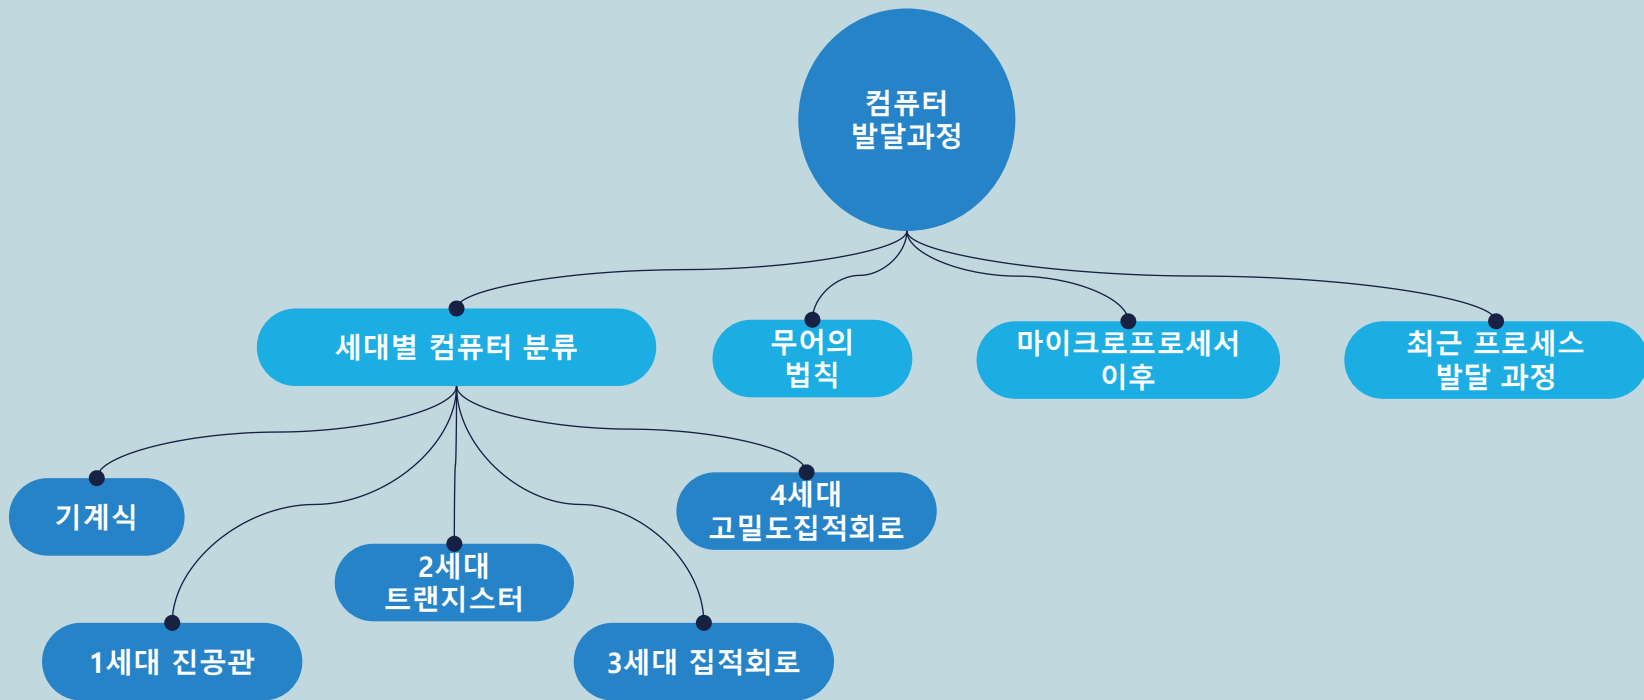 컴퓨터
발달과정
세대별 컴퓨터 분류
무어의
법칙
마이크로프로세서
이후
최근 프로세스
발달 과정
기계식
1세대 진공관
2세대
트랜지스터
3세대 집적회로
4세대
고밀도집적회로